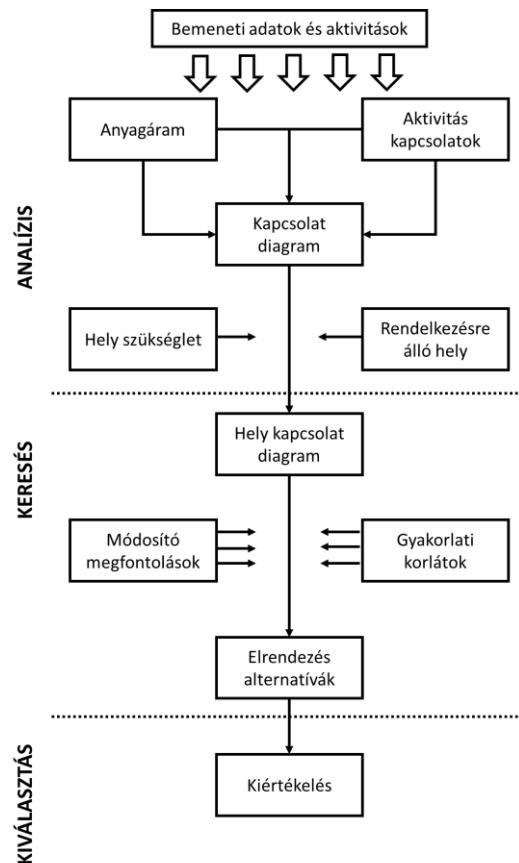 Bemeneti adatok és aktivitások
Anyagáram
Aktivitás
kapcsolatok
ANALÍZIS
Kapcsolat
diagram
Hely szükséglet
Rendelkezésre
álló hely
KERESÉS
Hely kapcsolat
diagram
Módosító
megfontolások
Gyakorlati
korlátok
Elrendezés
alternatívák
KIVÁLASZTÁS
Kiértékelés